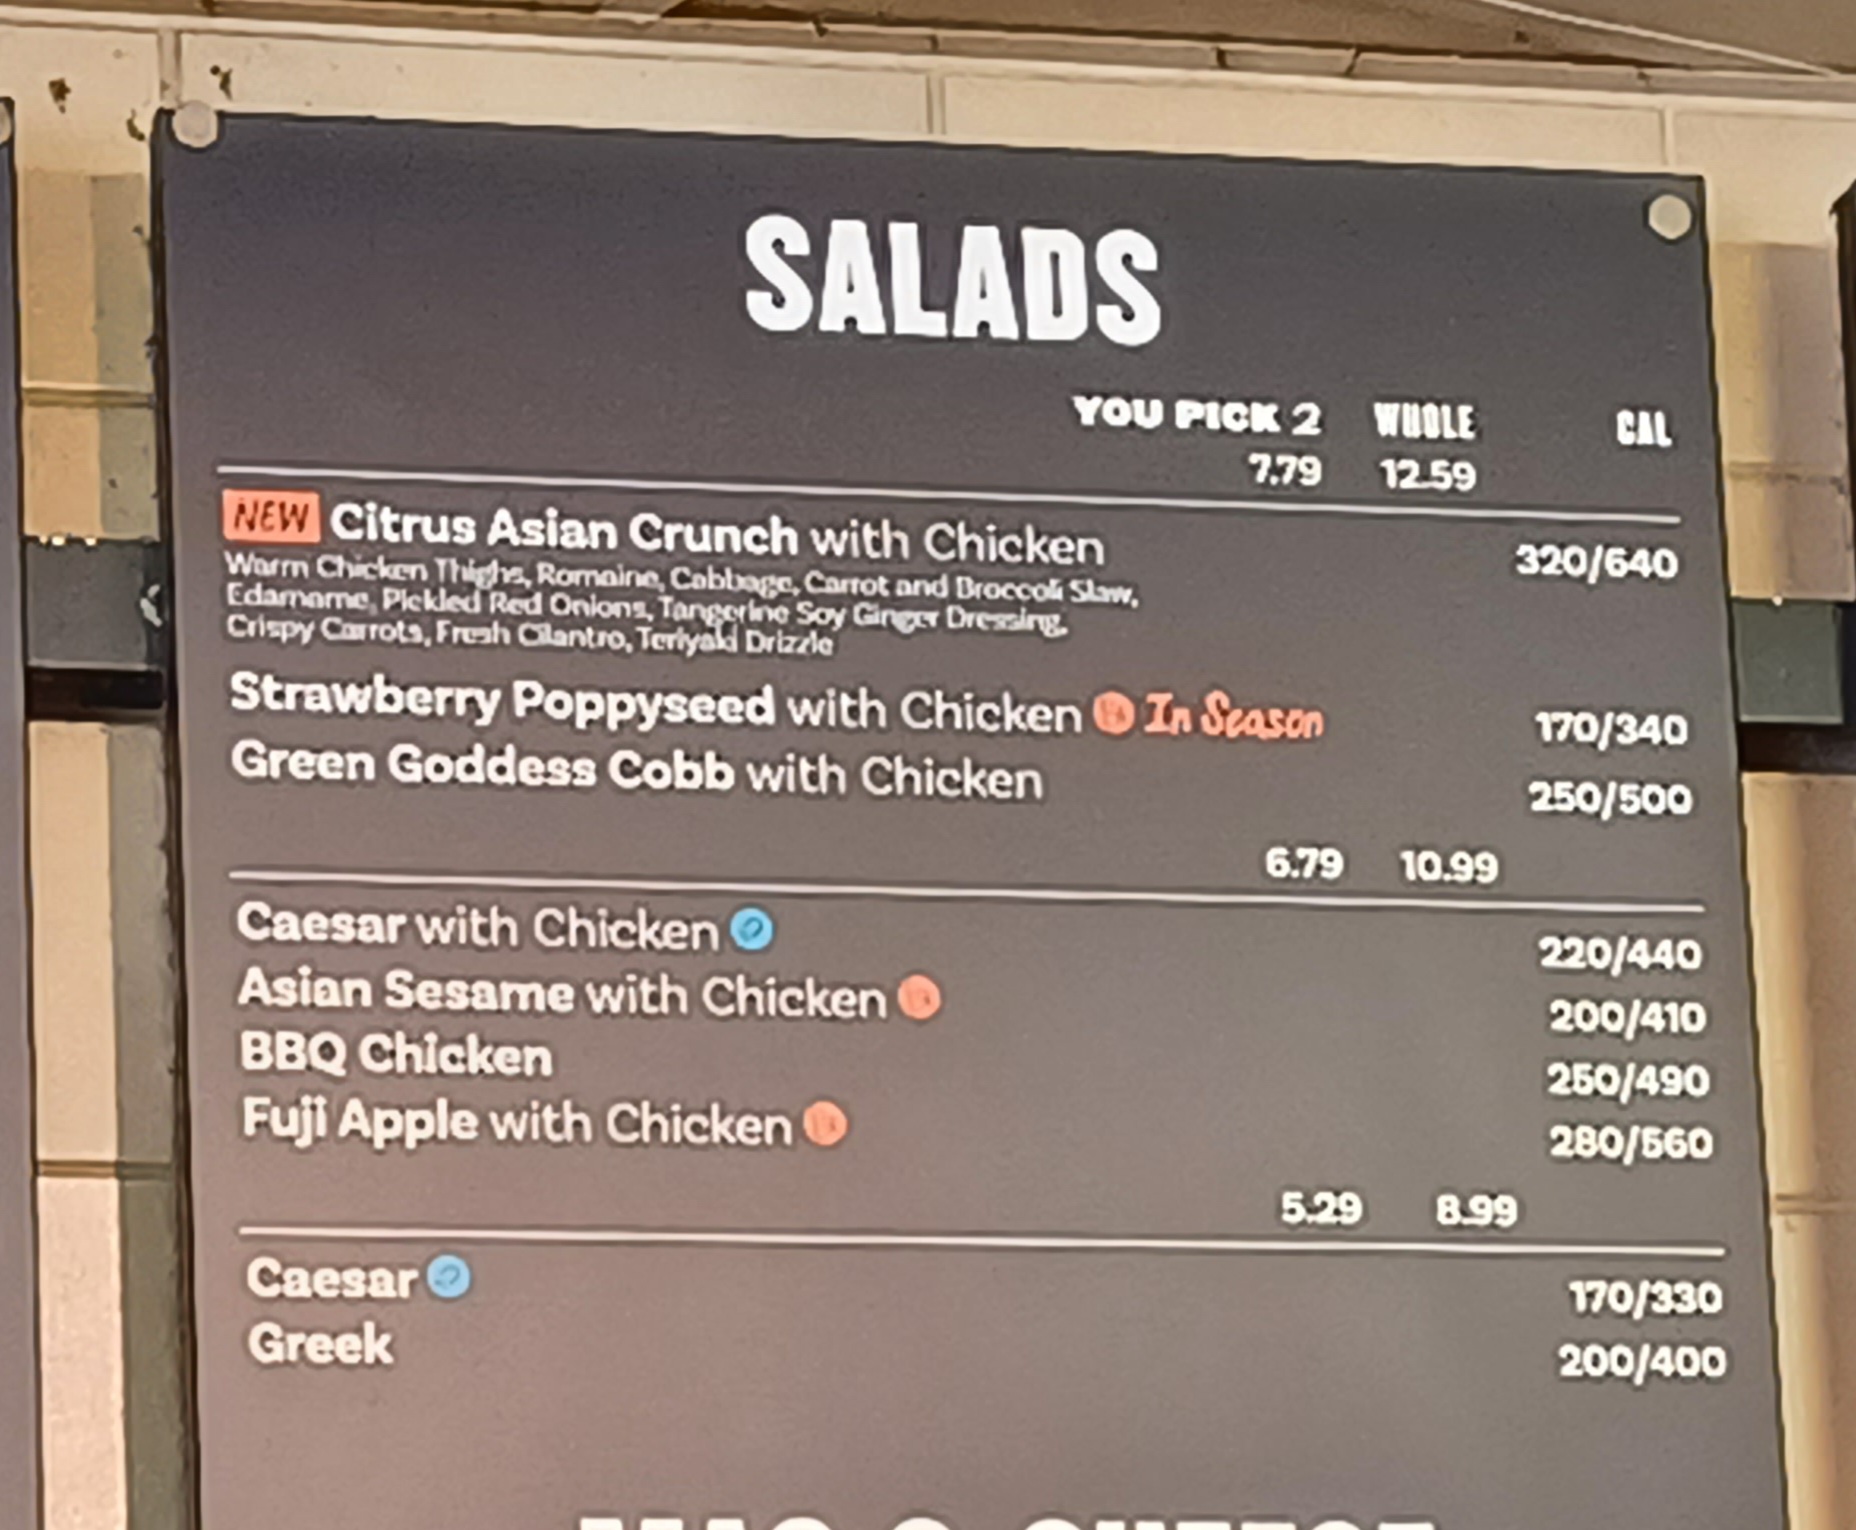 SALADS
YOU PICK 2 WHOLE CAL
7.79 12.59
NEW Citrus Asian Crunch with Chicken 320/640
Warm Chicken Thighs, Romaine, Cabbage, Carrot and Broccoli Slaw,
Edamame, Pickled Red Onions, Tangerine Soy Ginger Dressing,
Crispy Carrots, Fresh Cilantro, Teriyaki Drizzle
Strawberry Poppyseed with Chicken In Season 170/340
Green Goddess Cobb with Chicken 250/500
6.79 10.99
Caesar with Chicken 220/440
Asian Sesame with Chicken 200/410
BBQ Chicken 250/490
Fuji Apple with Chicken 280/560
5.29 8.99
Caesar 170/330
Greek 200/400